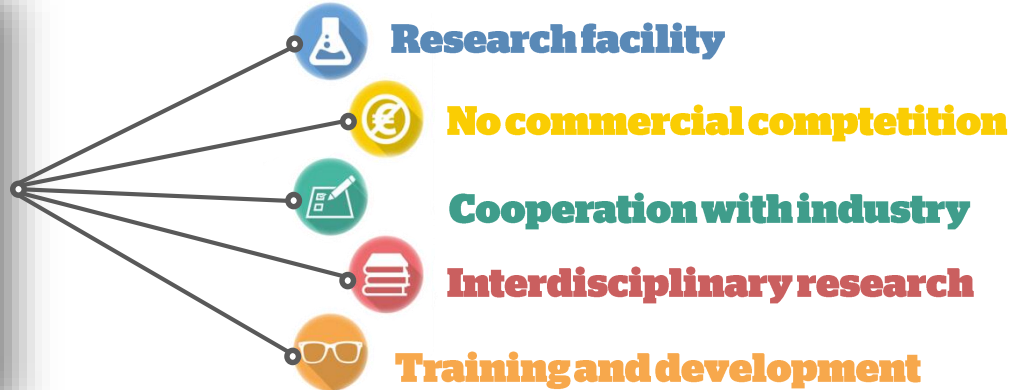 Research facility
No commercial comptetition
Cooperation with industry
Interdisciplinary research
Training and development